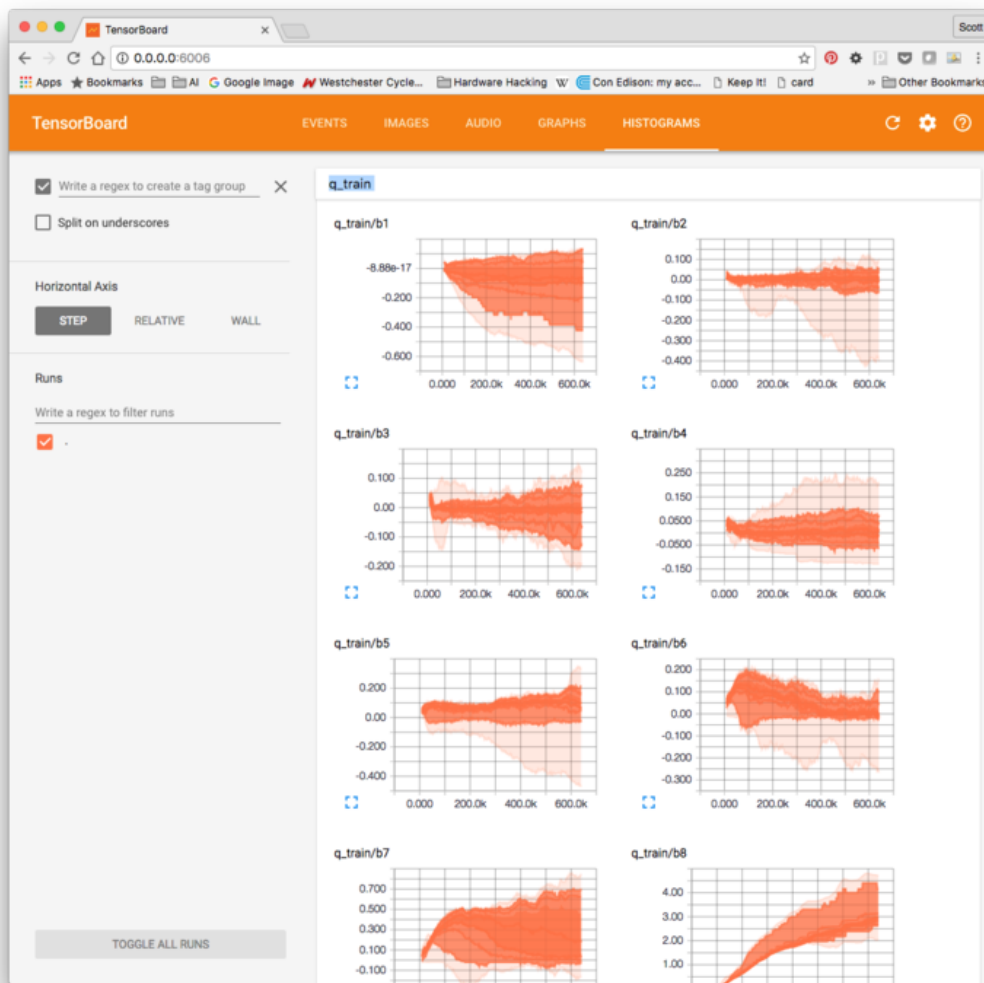 TensorBoard
Scott
0.0.0.0:6006
Apps Bookmarks AI Google Image Westchester Cycle... Hardware Hacking W Con Edison: my acc... Keep It! card » Other Bookmarks
TensorBoard EVENTS IMAGES AUDIO GRAPHS HISTOGRAMS
Write a regex to create a tag group
Split on underscores
Horizontal Axis
STEP RELATIVE WALL
Runs
Write a regex to filter runs
.
TOGGLE ALL RUNS
q_train
q_train/b1
-8.88e-17
-0.200
-0.400
-0.600
0.000 200.0k 400.0k 600.0k
q_train/b2
0.100
0.00
-0.100
-0.200
-0.300
-0.400
0.000 200.0k 400.0k 600.0k
q_train/b3
0.100
0.00
-0.100
-0.200
0.000 200.0k 400.0k 600.0k
q_train/b4
0.250
0.150
0.0500
-0.0500
-0.150
0.000 200.0k 400.0k 600.0k
q_train/b5
0.200
0.00
-0.200
-0.400
0.000 200.0k 400.0k 600.0k
q_train/b6
0.200
0.100
0.00
-0.100
-0.200
-0.300
0.000 200.0k 400.0k 600.0k
q_train/b7
0.700
0.500
0.300
0.100
-0.100
q_train/b8
4.00
3.00
2.00
1.00